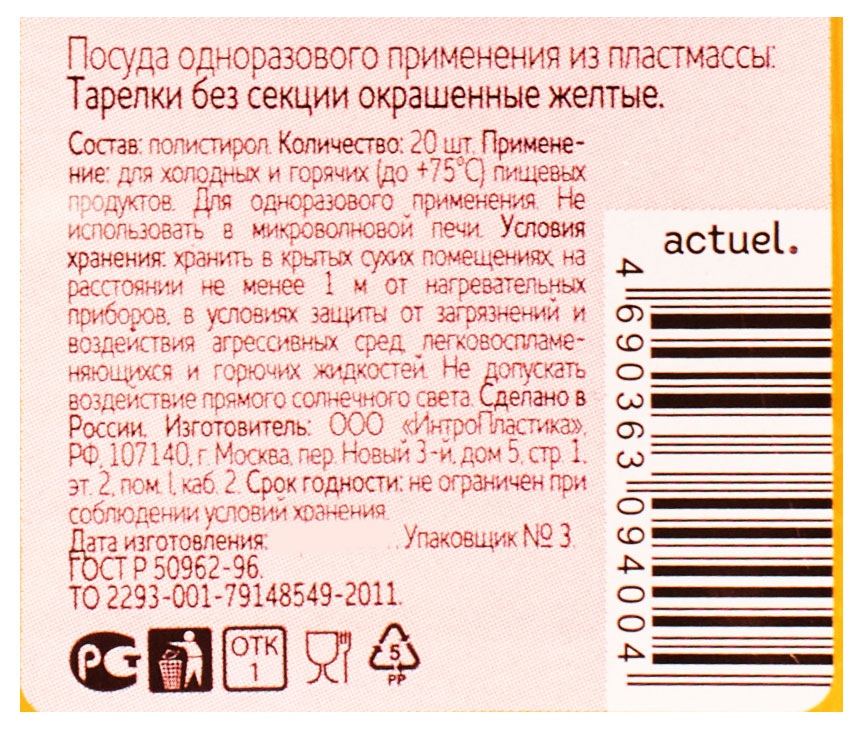 Посуда одноразового применения из пластмассы:
Тарелки без секции окрашенные желтые.
Состав: полистирол. Количество: 20 шт. Примене-
ние: для холодных и горячих (до +75°С) пищевых
продуктов. Для одноразового применения. Не
использовать в микроволновой печи. Условия
хранения: хранить в крытых сухих помещениях, на
расстоянии не менее 1 м от нагревательных
приборов, в условиях защиты от загрязнений и
воздействия агрессивных сред, легковоспламе-
няющихся и горючих жидкостей. Не допускать
воздействие прямого солнечного света. Сделано в
России. Изготовитель: ООО «ИнтроПластика»,
РФ, 107140, г. Москва, пер. Новый 3-й, дом 5, стр. 1,
эт. 2, пом. I, каб. 2. Срок годности: не ограничен при
соблюдении условий хранения.
Дата изготовления: . . Упаковщик № 3.
ГОСТ Р 50962-96.
ТО 2293-001-79148549-2011.
РСТ
ОТК
1
5
PP
actuel.
4 690363 094004